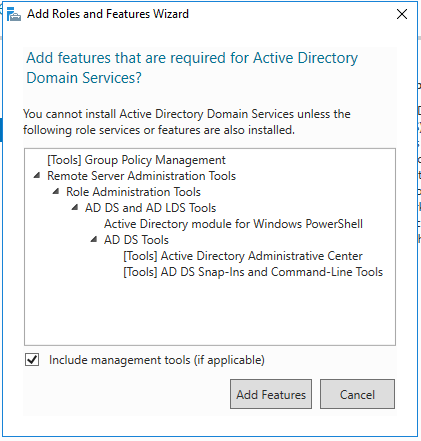 Add Roles and Features Wizard
Add features that are required for Active Directory
Domain Services?
You cannot install Active Directory Domain Services unless the
following role services or features are also installed.
[Tools] Group Policy Management
Remote Server Administration Tools
Role Administration Tools
AD DS and AD LDS Tools
Active Directory module for Windows PowerShell
AD DS Tools
[Tools] Active Directory Administrative Center
[Tools] AD DS Snap-Ins and Command-Line Tools
Include management tools (if applicable)
Add Features
Cancel